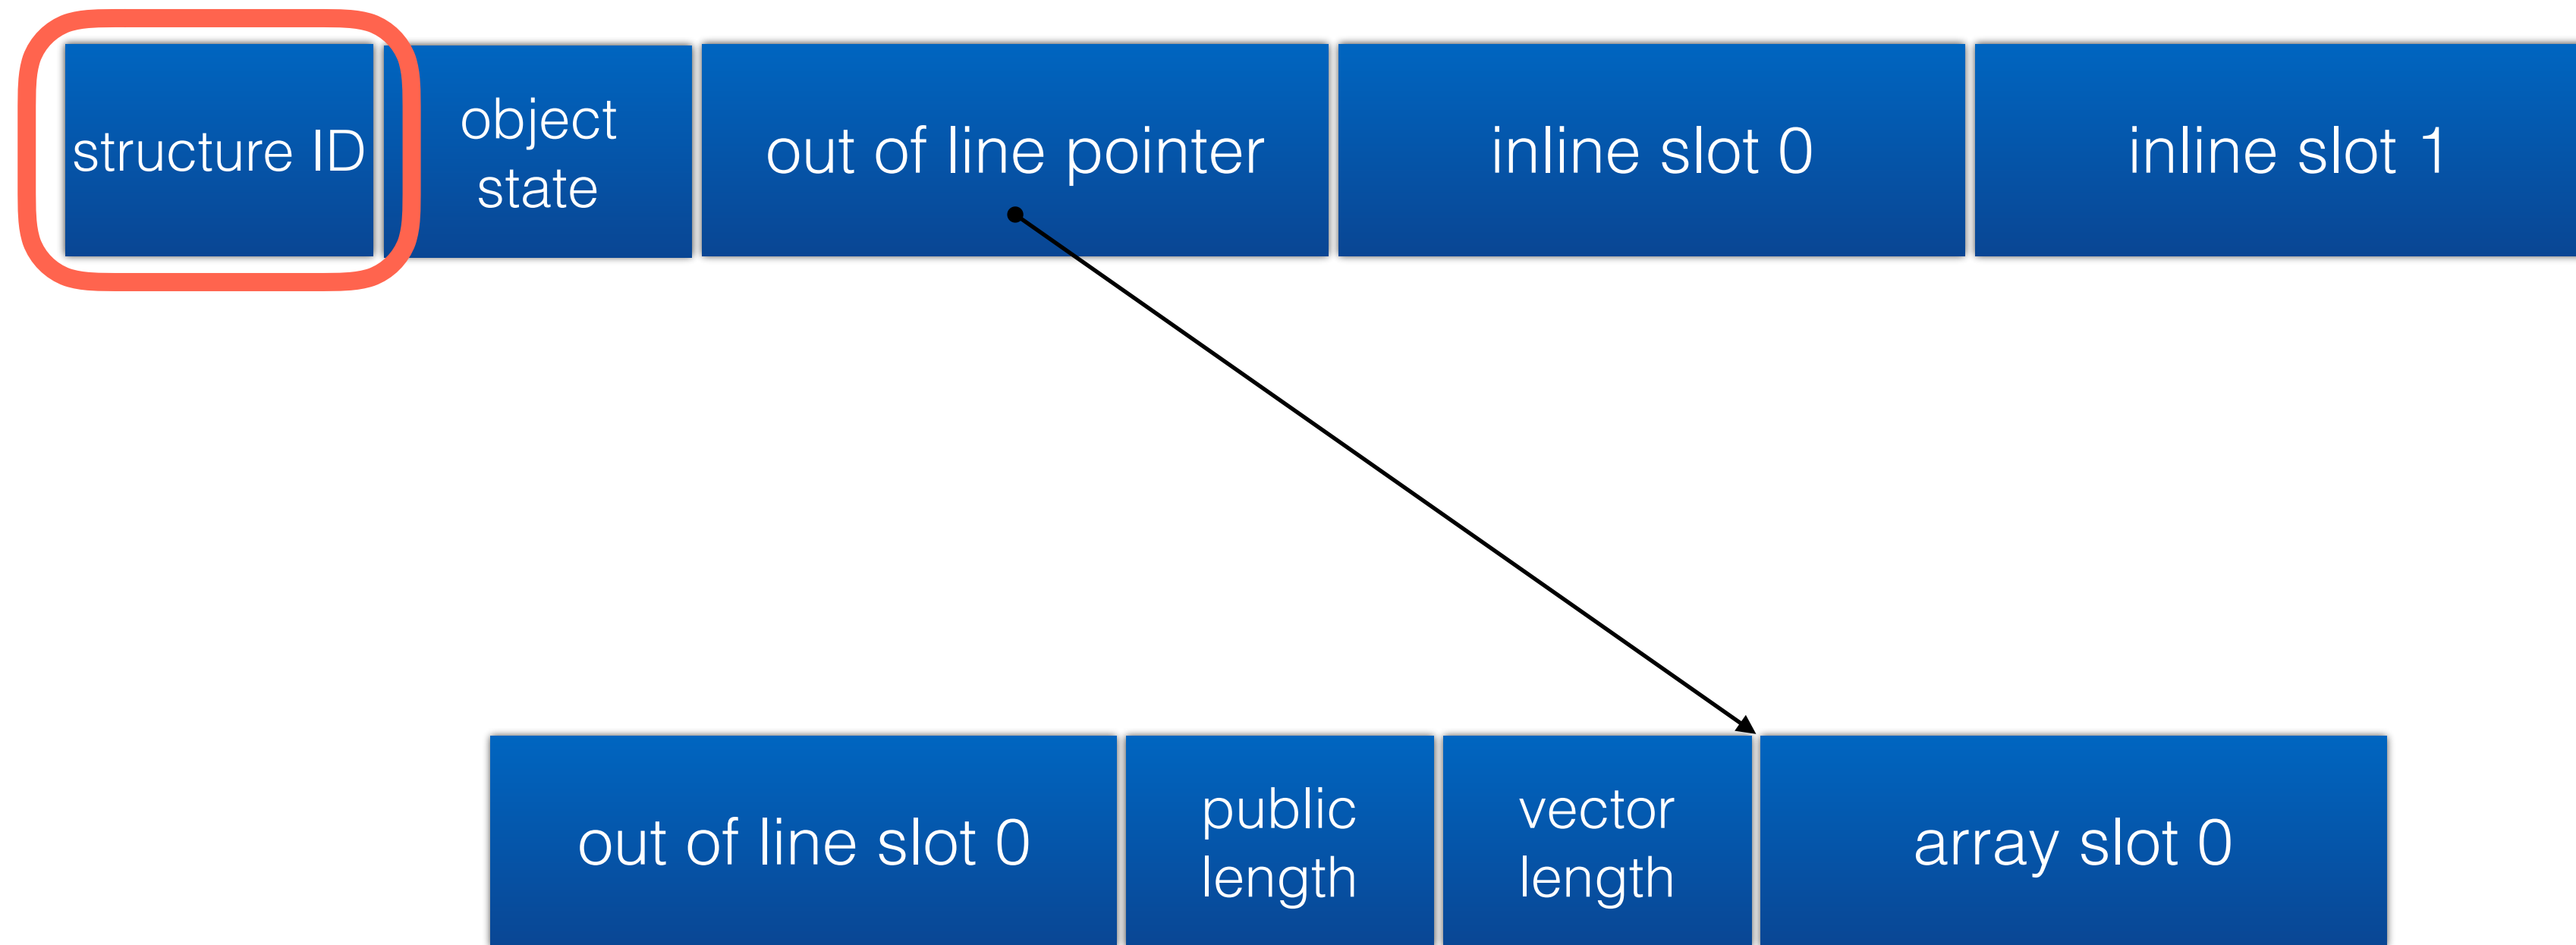 structure ID
object
state
out of line pointer
inline slot 0
inline slot 1
out of line slot 0
public
length
vector
length
array slot 0